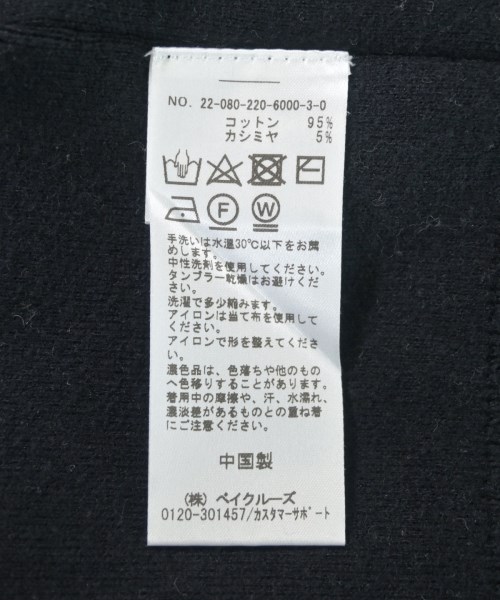 NO. 22-080-220-6000-3-0
コットン 95%
カシミヤ 5%
F W
手洗いは水温30℃以下をお薦
めします。
中性洗剤を使用してください。
タンブラー乾燥はお避けくだ
さい。
洗濯で多少縮みます。
アイロンは当て布を使用して
ください。
アイロンで形を整えてくださ
い。
濃色品は、色落ちや他のもの
へ色移りすることがあります。
着用中の摩擦や、汗、水濡れ、
濃淡差があるものとの重ね着
にご注意ください。
中国製
(株) ベイクルーズ
0120-301457/カスタマーサポート